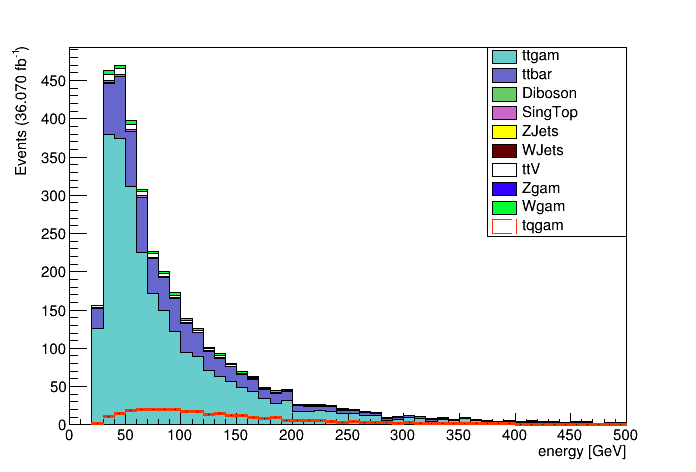 Events (36.070 fb⁻¹)
450
400
350
300
250
200
150
100
50
0
ttgam
ttbar
Diboson
SingTop
ZJets
WJets
ttV
Zgam
Wgam
tqgam
0 50 100 150 200 250 300 350 400 450 500
energy [GeV]